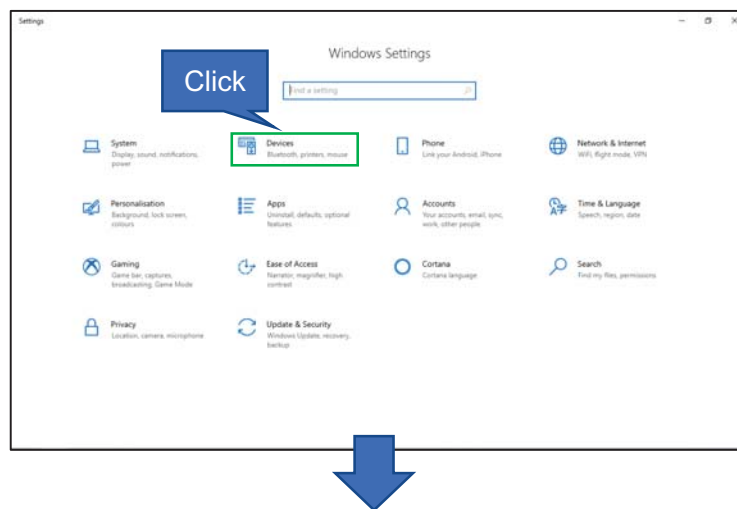 Settings
Windows Settings
Click
Find a setting
System
Display, sound, notifications,
power
Devices
Bluetooth, printers, mouse
Phone
Link your Android, iPhone
Network & Internet
WiFi, flight mode, VPN
Personalisation
Background, lock screen,
colours
Apps
Uninstall, defaults, optional
features
Accounts
Your accounts, email, sync,
work, other people
Time & Language
Speech, region, date
Gaming
Game bar, captures,
broadcasting, Game Mode
Ease of Access
Narrator, magnifier, high
contrast
Cortana
Cortana language
Search
Find my files, permissions
Privacy
Location, camera, microphone
Update & Security
Windows Update, recovery,
backup